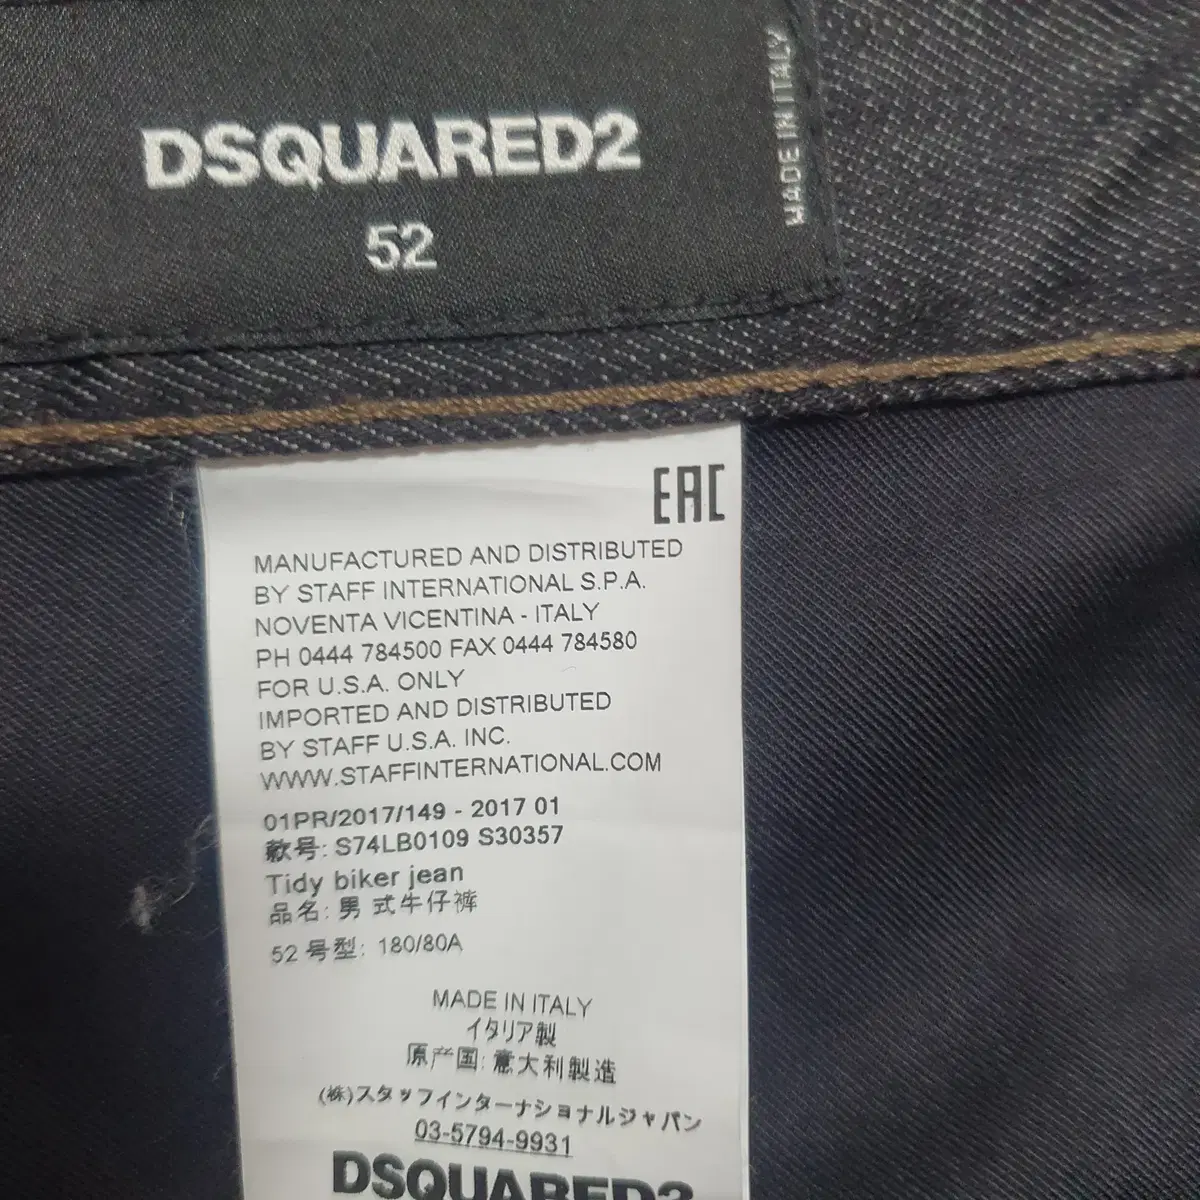 DSQUARED2
52
MADE IN ITALY
EAC
MANUFACTURED AND DISTRIBUTED
BY STAFF INTERNATIONAL S.P.A.
NOVENTA VICENTINA - ITALY
PH 0444 784500 FAX 0444 784580
FOR U.S.A. ONLY
IMPORTED AND DISTRIBUTED
BY STAFF U.S.A. INC.
WWW.STAFFINTERNATIONAL.COM
01PR/2017/149 - 2017 01
款号: S74LB0109 S30357
Tidy biker jean
品名: 男 式牛仔裤
52 号型: 180/80A
MADE IN ITALY
イタリア製
原产国: 意大利製造
(株)スタッフインターナショナルジャパン
03-5794-9931
DSQUARED2